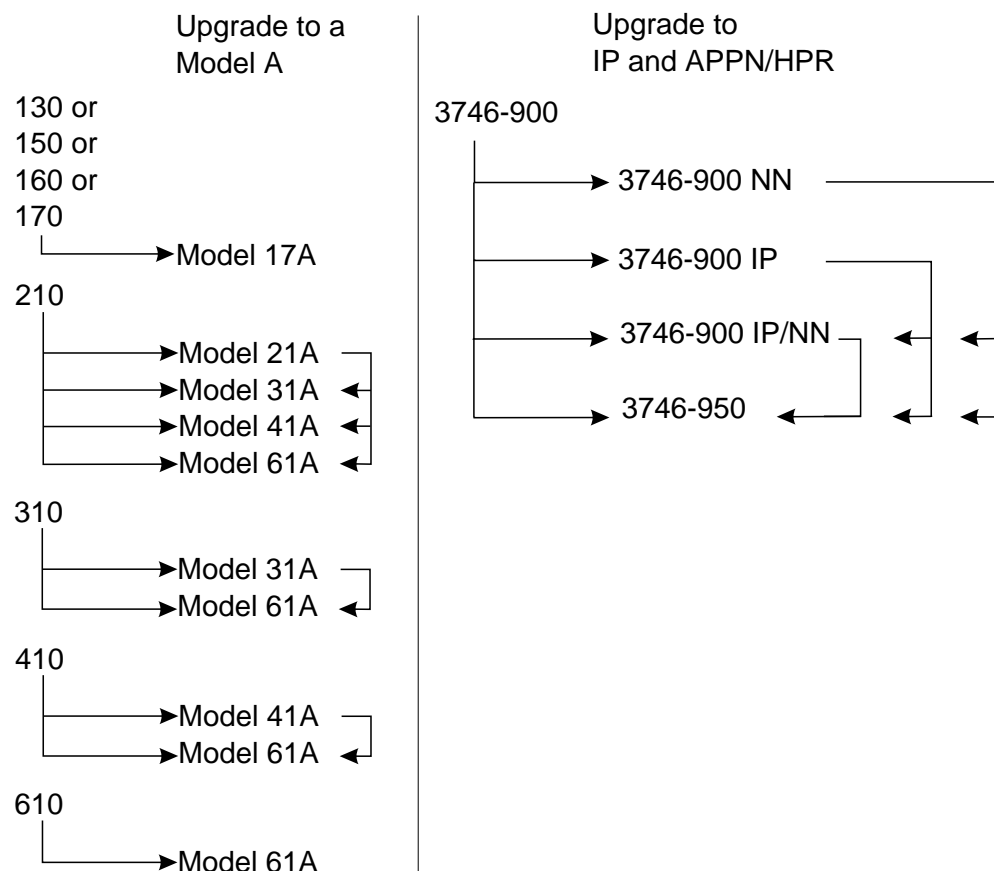 Upgrade to a
Model A
130 or
150 or
160 or
170
Model 17A
210
Model 21A
Model 31A
Model 41A
Model 61A
310
Model 31A
Model 61A
410
Model 41A
Model 61A
610
Model 61A
Upgrade to
IP and APPN/HPR
3746-900
3746-900 NN
3746-900 IP
3746-900 IP/NN
3746-950